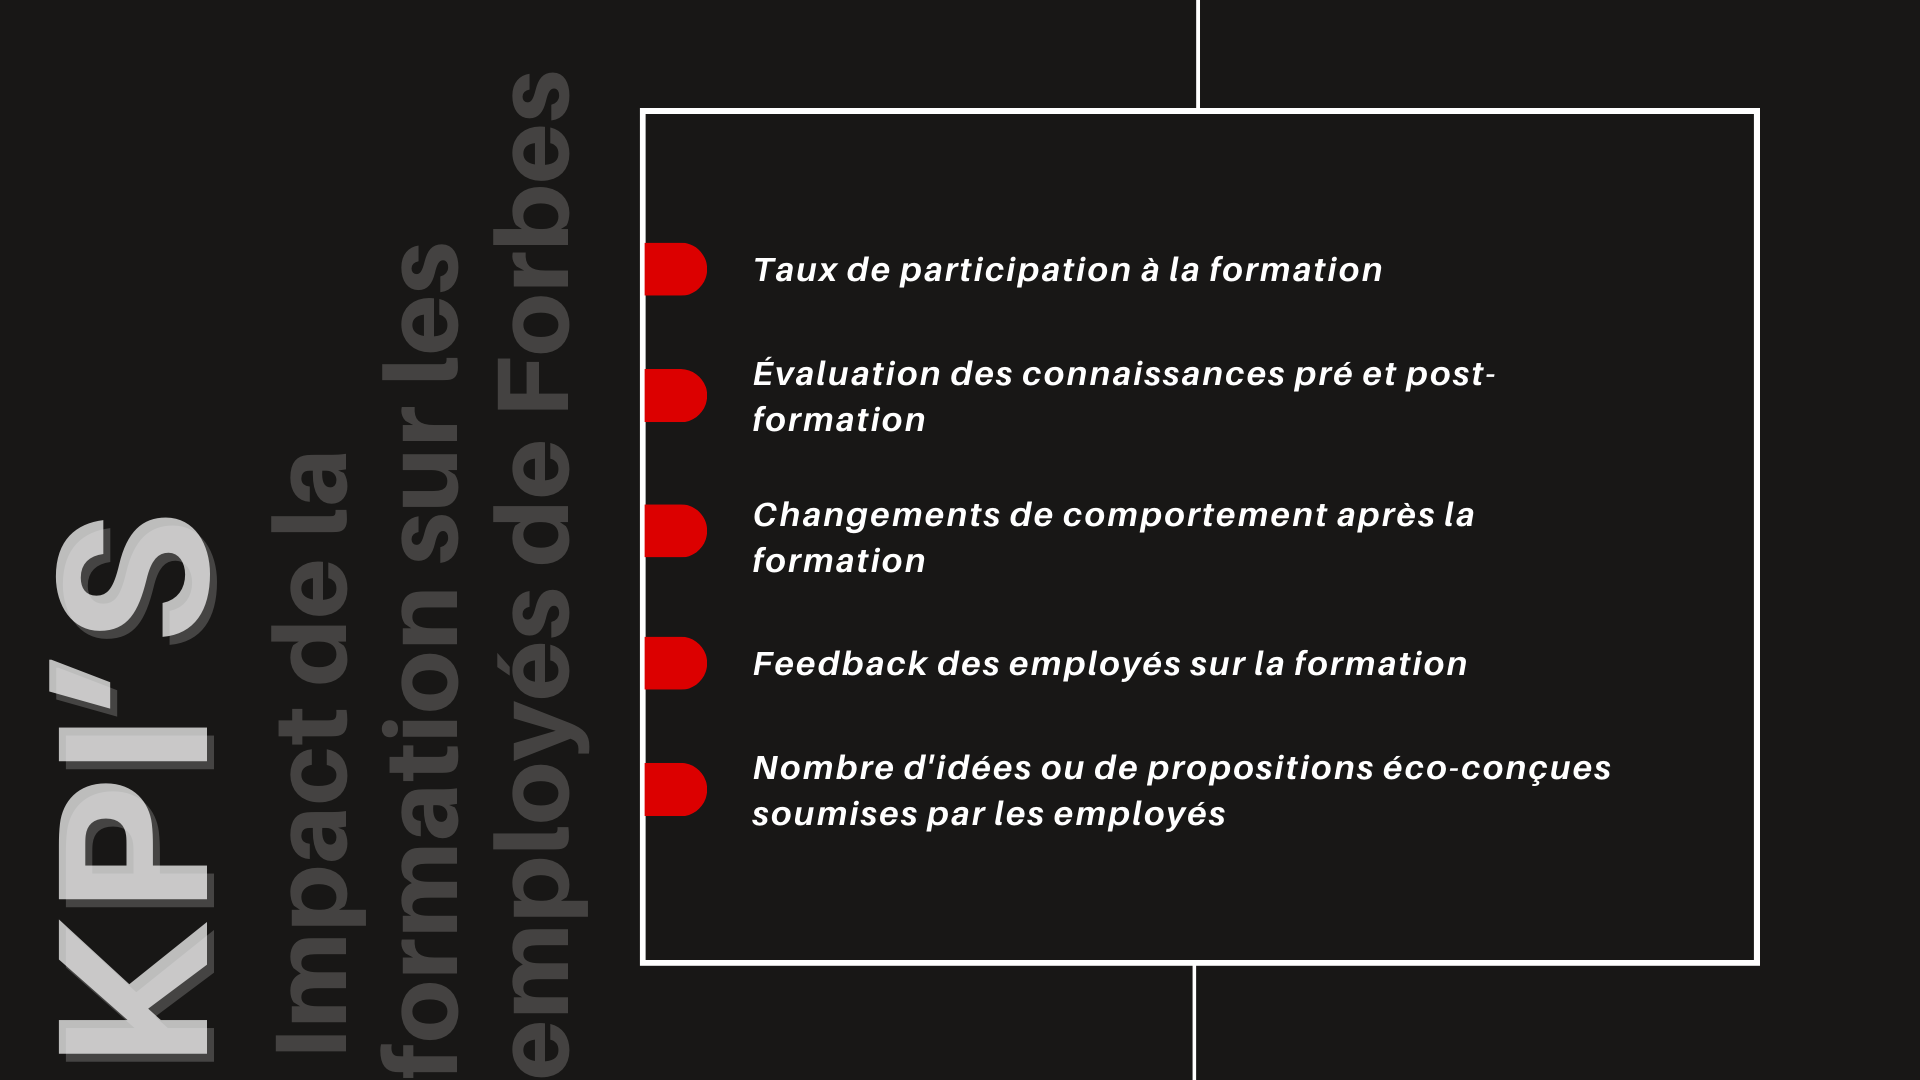 KPI’S
Impact de la
formation sur les
employés de Forbes
Taux de participation à la formation
Évaluation des connaissances pré et post-
formation
Changements de comportement après la
formation
Feedback des employés sur la formation
Nombre d'idées ou de propositions éco-conçues
soumises par les employés